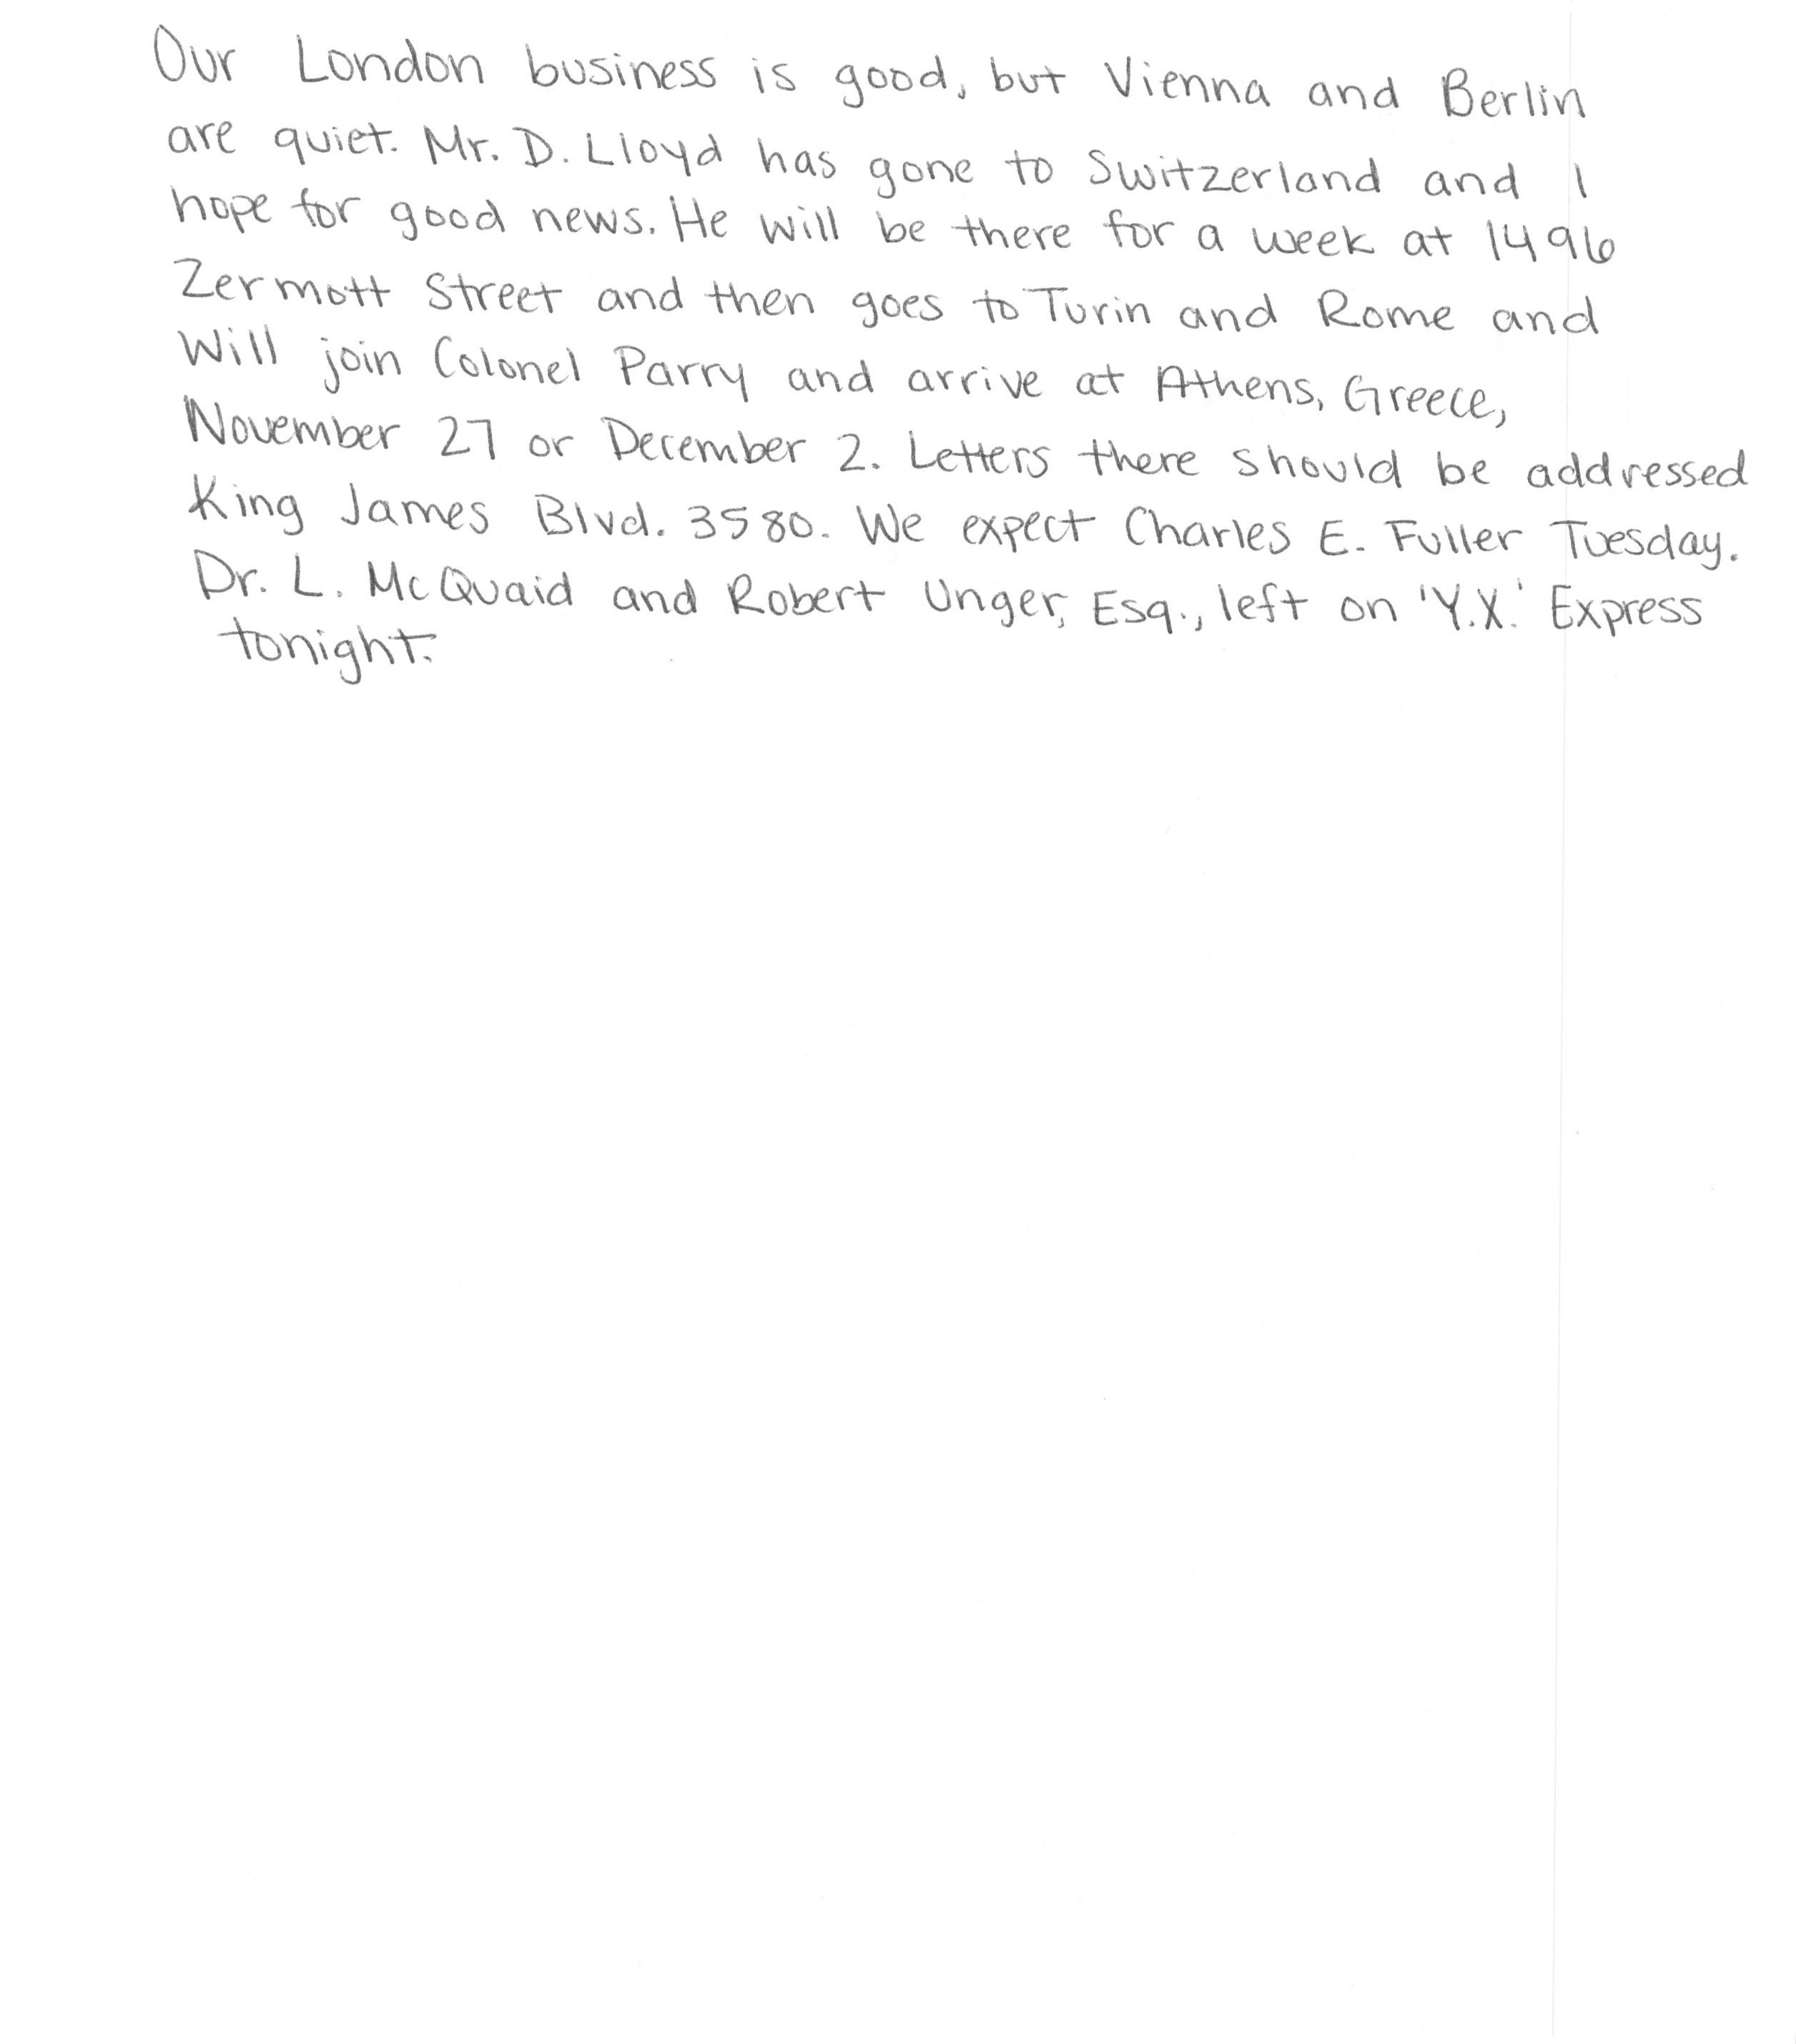 Our London business is good, but Vienna and Berlin
are quiet. Mr. D. Lloyd has gone to Switzerland and I
hope for good news. He will be there for a week at 1496
Zermott Street and then goes to Turin and Rome and
Will join Colonel Parry and arrive at Athens, Greece,
November 27 or December 2. Letters there should be addressed
King James Blvd. 3580. We expect Charles E. Fuller Tuesday.
Dr. L. McQuaid and Robert Unger, Esq., left on 'Y.X.' Express
tonight.